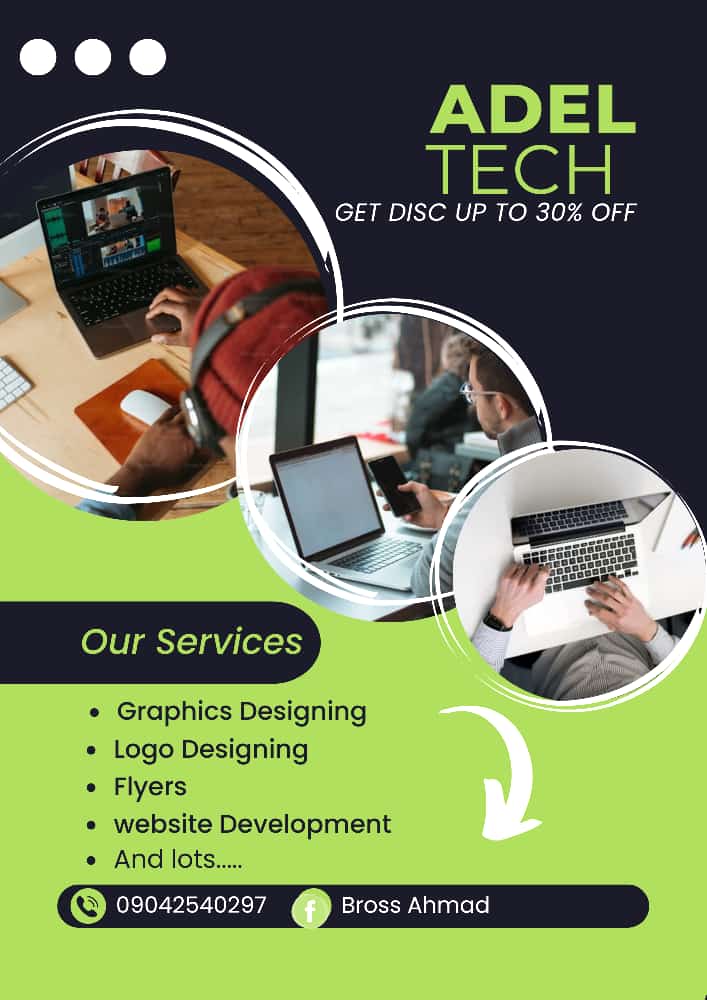 ADEL
TECH
GET DISC UP TO 30% OFF
Our Services
• Graphics Designing
• Logo Designing
• Flyers
• website Development
• And lots.....
09042540297 f Bross Ahmad